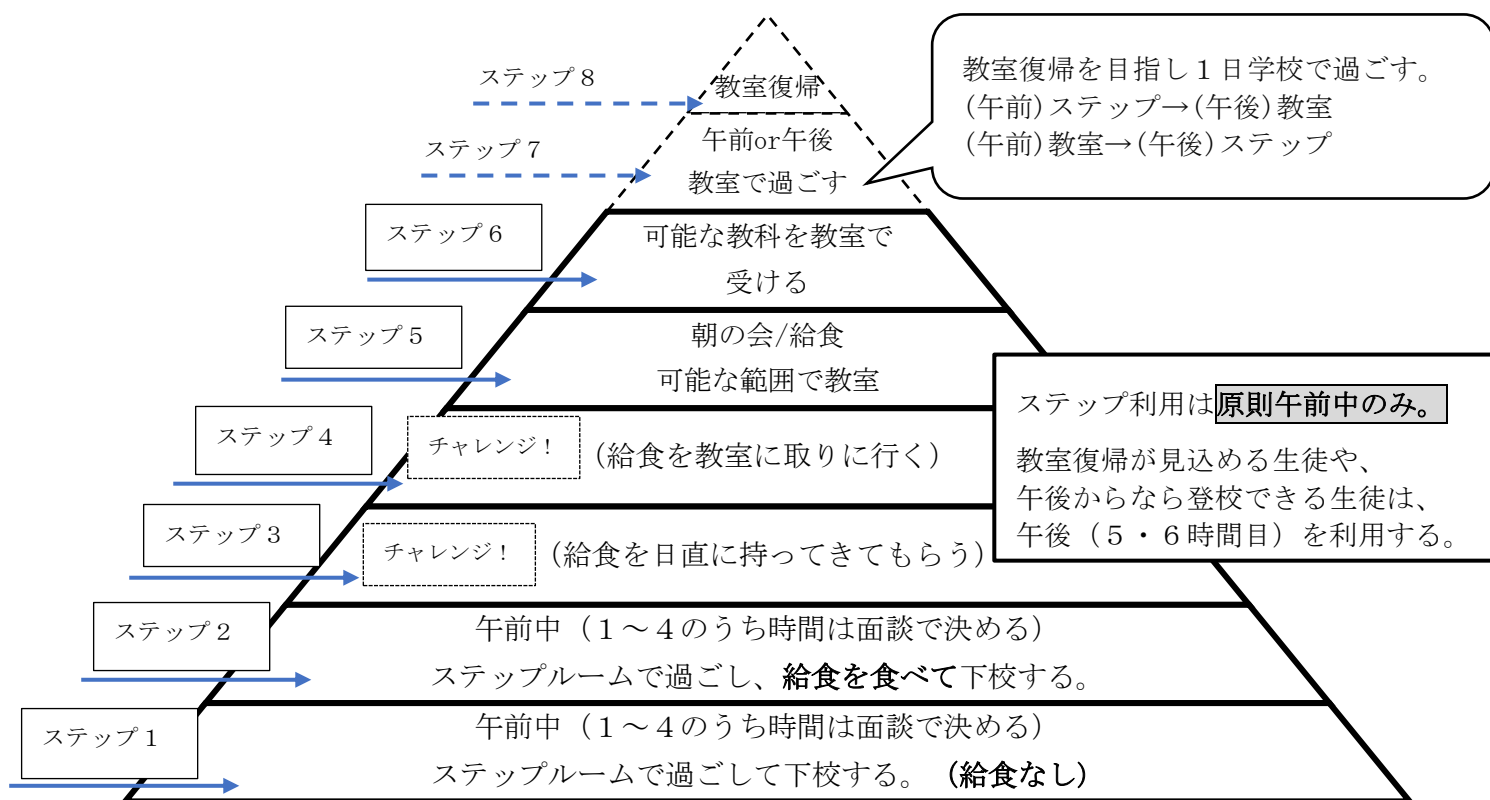 ステップ８
教室復帰
教室復帰を目指し１日学校で過ごす。
(午前)ステップ→(午後)教室
(午前)教室→(午後)ステップ
ステップ７
午前or午後
教室で過ごす
ステップ６
可能な教科を教室で
受ける
ステップ５
朝の会/給食
可能な範囲で教室
ステップ利用は原則午前中のみ。
教室復帰が見込める生徒や、
午後からなら登校できる生徒は、
午後（５・６時間目）を利用する。
ステップ４
チャレンジ！
（給食を教室に取りに行く）
ステップ３
チャレンジ！
（給食を日直に持ってきてもらう）
ステップ２
午前中（１～４のうち時間は面談で決める）
ステップルームで過ごし、給食を食べて下校する。
ステップ１
午前中（１～４のうち時間は面談で決める）
ステップルームで過ごして下校する。（給食なし）